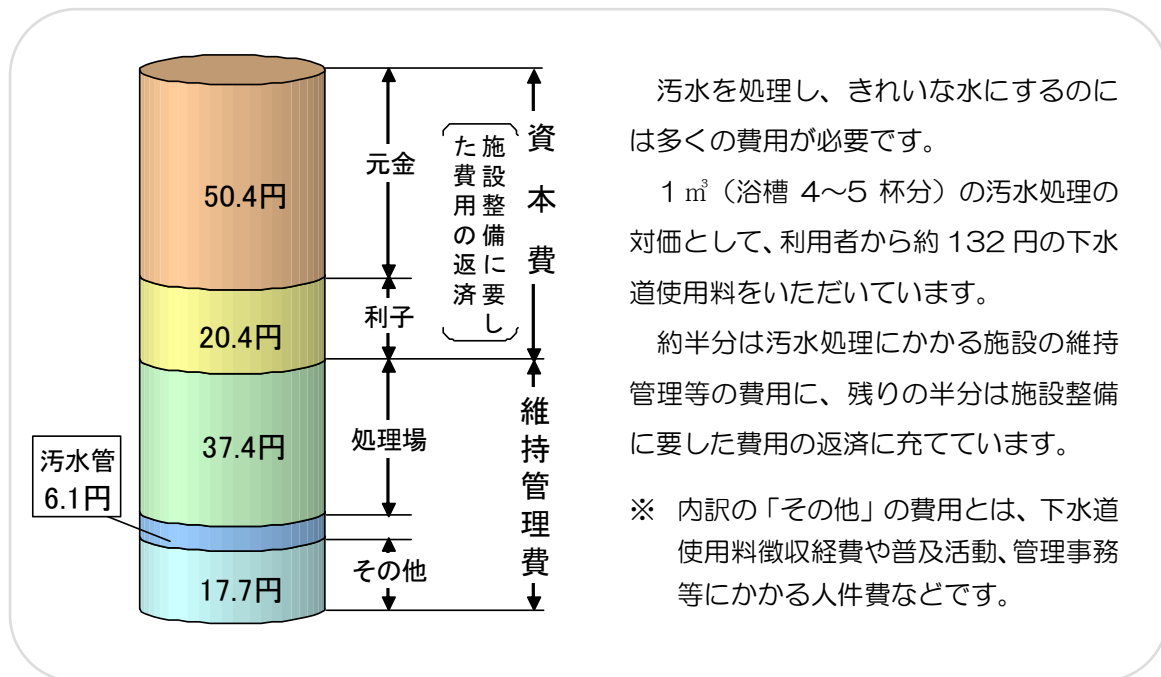 50.4円
20.4円
37.4円
汚水管
6.1円
17.7円
元金
利子
処理場
その他
施設整備に要し
た費用の返済
資本費
維持管理費
汚水を処理し、きれいな水にするのに
は多くの費用が必要です。
1㎥（浴槽 4～5 杯分）の汚水処理の
対価として、利用者から約 132 円の下水
道使用料をいただいています。
約半分は汚水処理にかかる施設の維持
管理等の費用に、残りの半分は施設整備
に要した費用の返済に充てています。
※ 内訳の「その他」の費用とは、下水道
使用料徴収経費や普及活動、管理事務
等にかかる人件費などです。